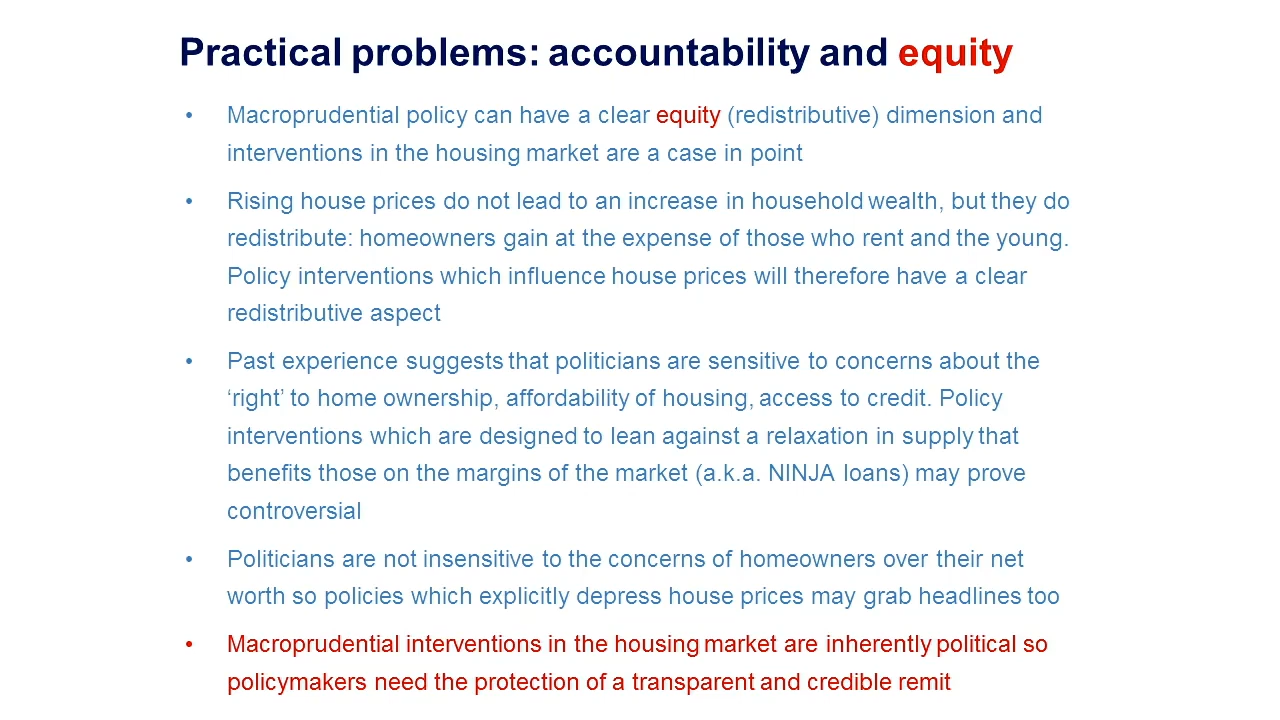 Practical problems: accountability and equity
• Macroprudential policy can have a clear equity (redistributive) dimension and
interventions in the housing market are a case in point
• Rising house prices do not lead to an increase in household wealth, but they do
redistribute: homeowners gain at the expense of those who rent and the young.
Policy interventions which influence house prices will therefore have a clear
redistributive aspect
• Past experience suggests that politicians are sensitive to concerns about the
‘right’ to home ownership, affordability of housing, access to credit. Policy
interventions which are designed to lean against a relaxation in supply that
benefits those on the margins of the market (a.k.a. NINJA loans) may prove
controversial
• Politicians are not insensitive to the concerns of homeowners over their net
worth so policies which explicitly depress house prices may grab headlines too
• Macroprudential interventions in the housing market are inherently political so
policymakers need the protection of a transparent and credible remit